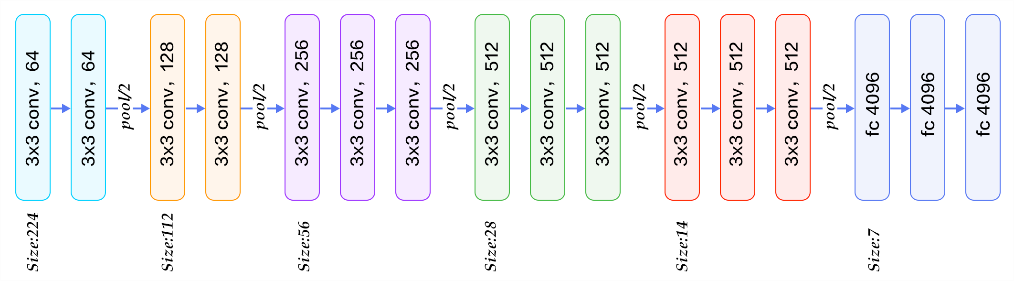 3x3 conv, 64
3x3 conv, 64
pool/2
3x3 conv, 128
3x3 conv, 128
pool/2
3x3 conv, 256
3x3 conv, 256
3x3 conv, 256
pool/2
3x3 conv, 512
3x3 conv, 512
3x3 conv, 512
pool/2
3x3 conv, 512
3x3 conv, 512
3x3 conv, 512
pool/2
fc 4096
fc 4096
fc 4096
Size:224
Size:112
Size:56
Size:28
Size:14
Size:7